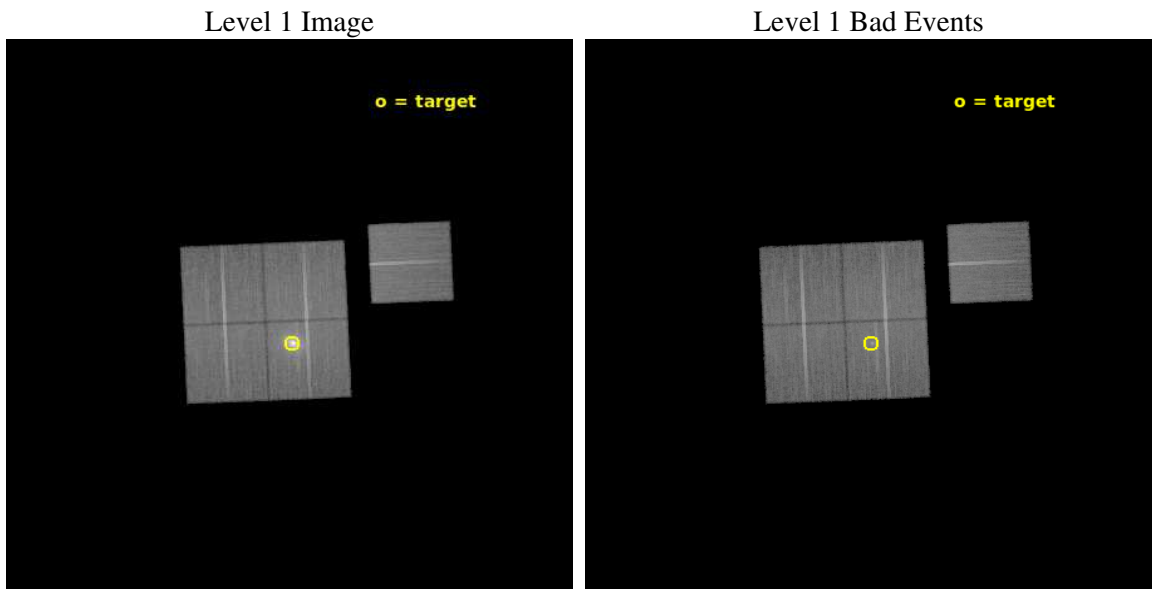 Level 1 Image
Level 1 Bad Events
o = target
o = target